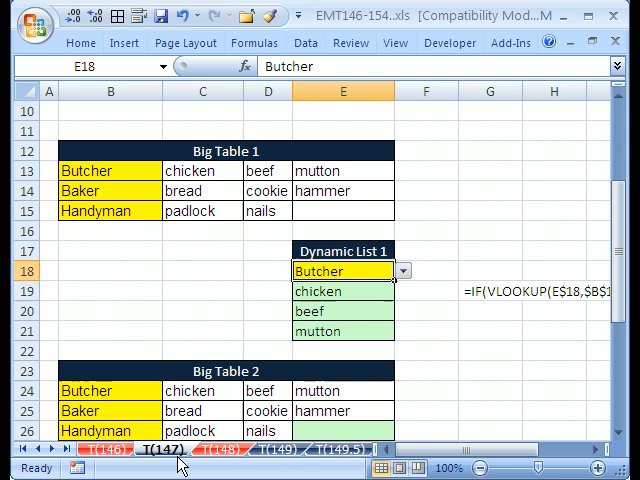 EMT146-154..xls [Compatibility Mod... M
Home Insert Page Layout Formulas Data Review View Developer Add-Ins
E18 fx Butcher
A B C D E F G H
10
11
12 Big Table 1
13 Butcher chicken beef mutton
14 Baker bread cookie hammer
15 Handyman padlock nails
16
17 Dynamic List 1
18 Butcher
19 chicken =IF(VLOOKUP(E$18,$B$1
20 beef
21 mutton
22
23 Big Table 2
24 Butcher chicken beef mutton
25 Baker bread cookie hammer
26 Handyman padlock nails
T(146) T(147) T(148) T(149) T(149.5)
Ready 100%